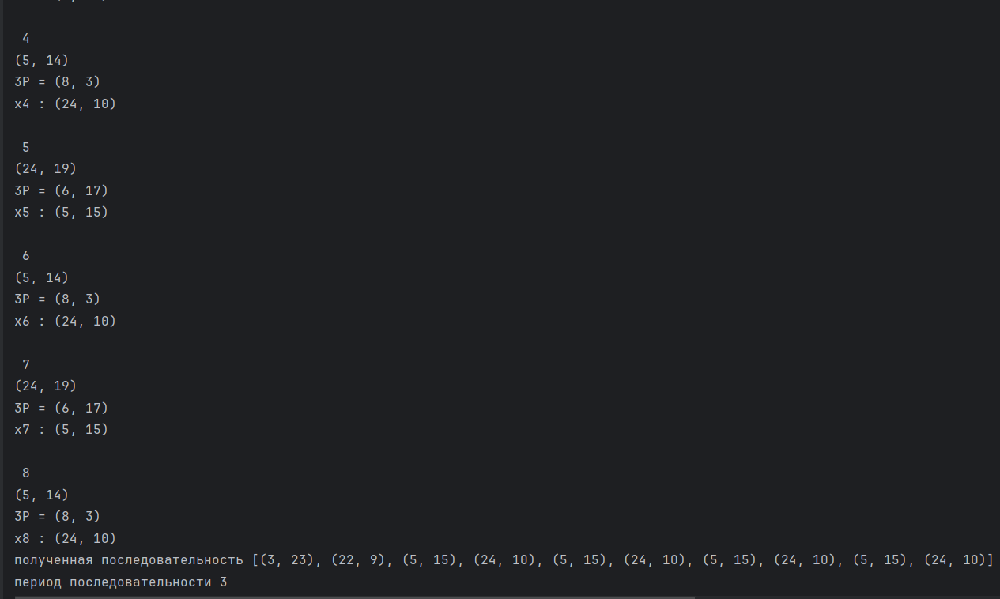 4
(5, 14)
3P = (8, 3)
x4 : (24, 10)
5
(24, 19)
3P = (6, 17)
x5 : (5, 15)
6
(5, 14)
3P = (8, 3)
x6 : (24, 10)
7
(24, 19)
3P = (6, 17)
x7 : (5, 15)
8
(5, 14)
3P = (8, 3)
x8 : (24, 10)
полученная последовательность [(3, 23), (22, 9), (5, 15), (24, 10), (5, 15), (24, 10), (5, 15), (24, 10), (5, 15), (24, 10)]
период последовательности 3